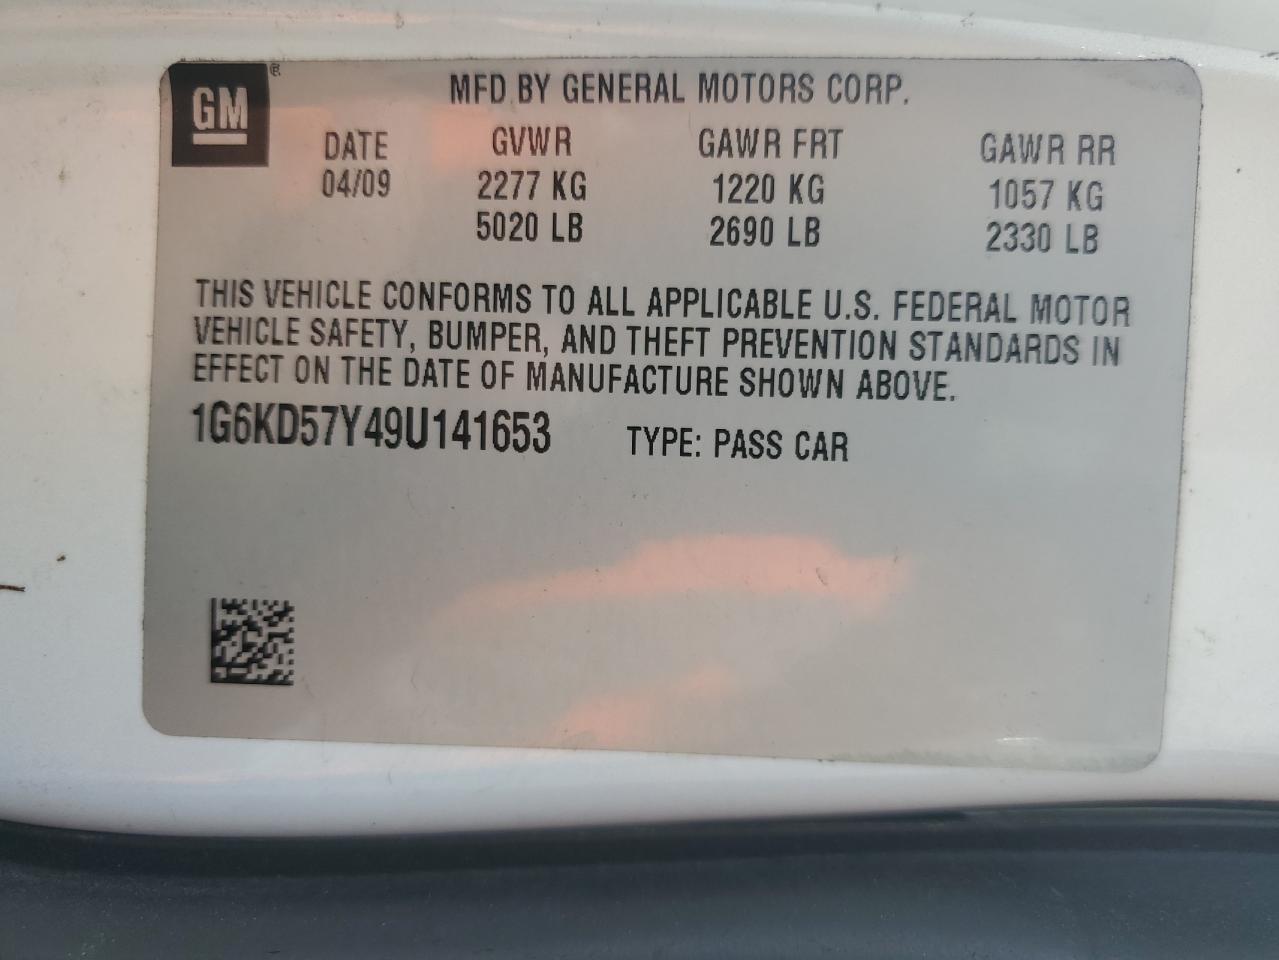 GM ®
MFD BY GENERAL MOTORS CORP.
DATE GVWR GAWR FRT GAWR RR
04/09 2277 KG 1220 KG 1057 KG
5020 LB 2690 LB 2330 LB
THIS VEHICLE CONFORMS TO ALL APPLICABLE U.S. FEDERAL MOTOR
VEHICLE SAFETY, BUMPER, AND THEFT PREVENTION STANDARDS IN
EFFECT ON THE DATE OF MANUFACTURE SHOWN ABOVE.
1G6KD57Y49U141653 TYPE: PASS CAR